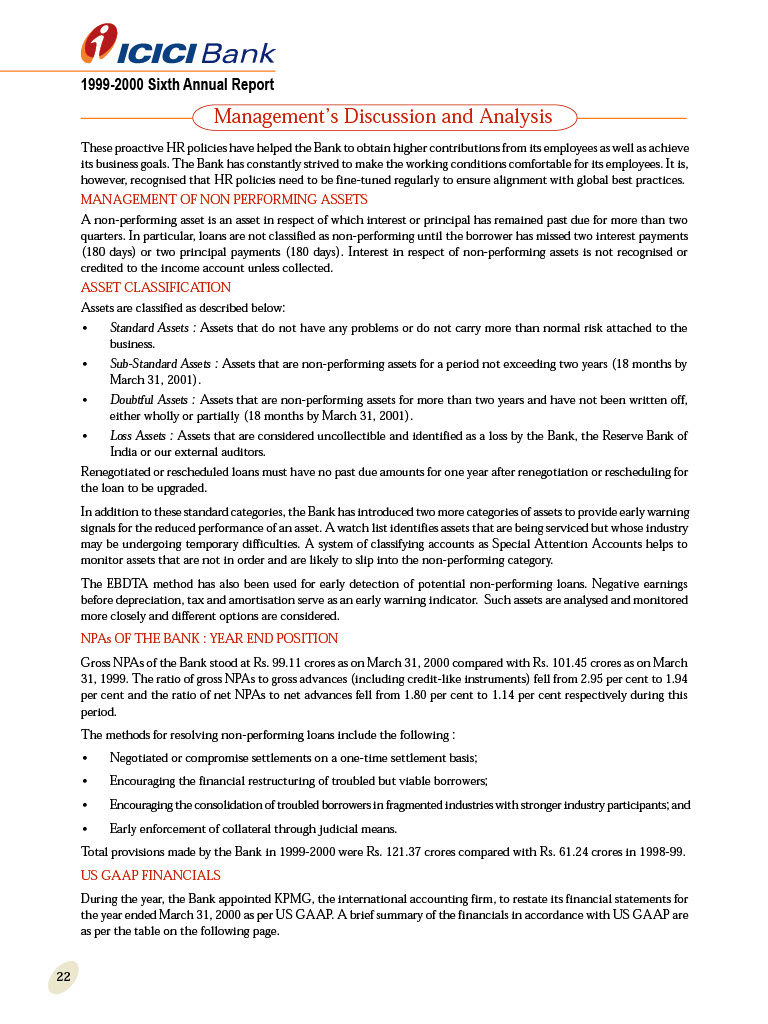 ICICI Bank
1999-2000 Sixth Annual Report
Management's Discussion and Analysis
These proactive HR policies have helped the Bank to obtain higher contributions from its employees as well as achieve
its business goals. The Bank has constantly strived to make the working conditions comfortable for its employees. It is,
however, recognised that HR policies need to be fine-tuned regularly to ensure alignment with global best practices.
MANAGEMENT OF NON PERFORMING ASSETS
A non-performing asset is an asset in respect of which interest or principal has remained past due for more than two
quarters. In particular, loans are not classified as non-performing until the borrower has missed two interest payments
(180 days) or two principal payments (180 days). Interest in respect of non-performing assets is not recognised or
credited to the income account unless collected.
ASSET CLASSIFICATION
Assets are classified as described below:
• Standard Assets : Assets that do not have any problems or do not carry more than normal risk attached to the
business.
• Sub-Standard Assets : Assets that are non-performing assets for a period not exceeding two years (18 months by
March 31, 2001).
• Doubtful Assets : Assets that are non-performing assets for more than two years and have not been written off,
either wholly or partially (18 months by March 31, 2001).
• Loss Assets : Assets that are considered uncollectible and identified as a loss by the Bank, the Reserve Bank of
India or our external auditors.
Renegotiated or rescheduled loans must have no past due amounts for one year after renegotiation or rescheduling for
the loan to be upgraded.
In addition to these standard categories, the Bank has introduced two more categories of assets to provide early warning
signals for the reduced performance of an asset. A watch list identifies assets that are being serviced but whose industry
may be undergoing temporary difficulties. A system of classifying accounts as Special Attention Accounts helps to
monitor assets that are not in order and are likely to slip into the non-performing category.
The EBDTA method has also been used for early detection of potential non-performing loans. Negative earnings
before depreciation, tax and amortisation serve as an early warning indicator. Such assets are analysed and monitored
more closely and different options are considered.
NPAs OF THE BANK : YEAR END POSITION
Gross NPAs of the Bank stood at Rs. 99.11 crores as on March 31, 2000 compared with Rs. 101.45 crores as on March
31, 1999. The ratio of gross NPAs to gross advances (including credit-like instruments) fell from 2.95 per cent to 1.94
per cent and the ratio of net NPAs to net advances fell from 1.80 per cent to 1.14 per cent respectively during this
period.
The methods for resolving non-performing loans include the following :
• Negotiated or compromise settlements on a one-time settlement basis;
• Encouraging the financial restructuring of troubled but viable borrowers;
• Encouraging the consolidation of troubled borrowers in fragmented industries with stronger industry participants; and
• Early enforcement of collateral through judicial means.
Total provisions made by the Bank in 1999-2000 were Rs. 121.37 crores compared with Rs. 61.24 crores in 1998-99.
US GAAP FINANCIALS
During the year, the Bank appointed KPMG, the international accounting firm, to restate its financial statements for
the year ended March 31, 2000 as per US GAAP. A brief summary of the financials in accordance with US GAAP are
as per the table on the following page.
22